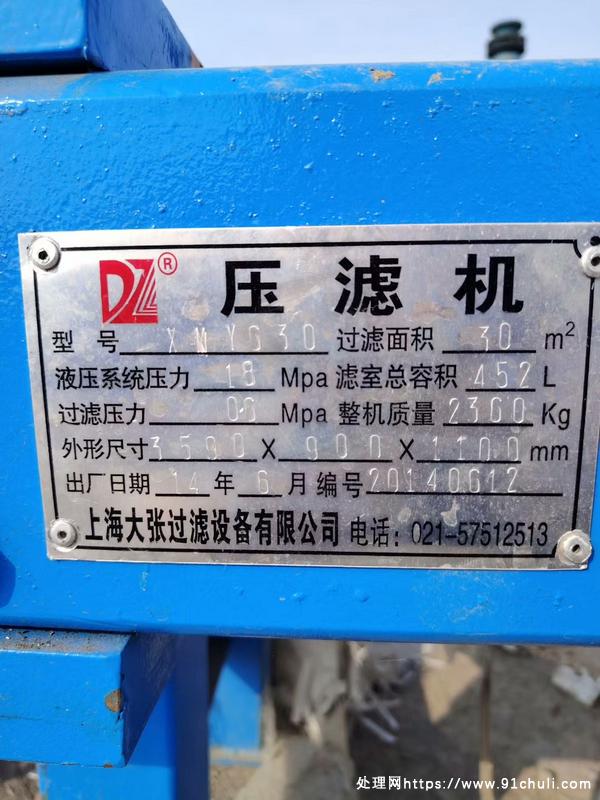 DZ® 压滤机
型号 XMYG30 过滤面积 30 m²
液压系统压力 18 Mpa 滤室总容积 452 L
过滤压力 06 Mpa 整机质量 2360 Kg
外形尺寸 3590 X 900 X 1100 mm
出厂日期 14 年 6 月 编号 20140612
上海大张过滤设备有限公司 电话：021-57512513
处理网https://www.91chuli.com